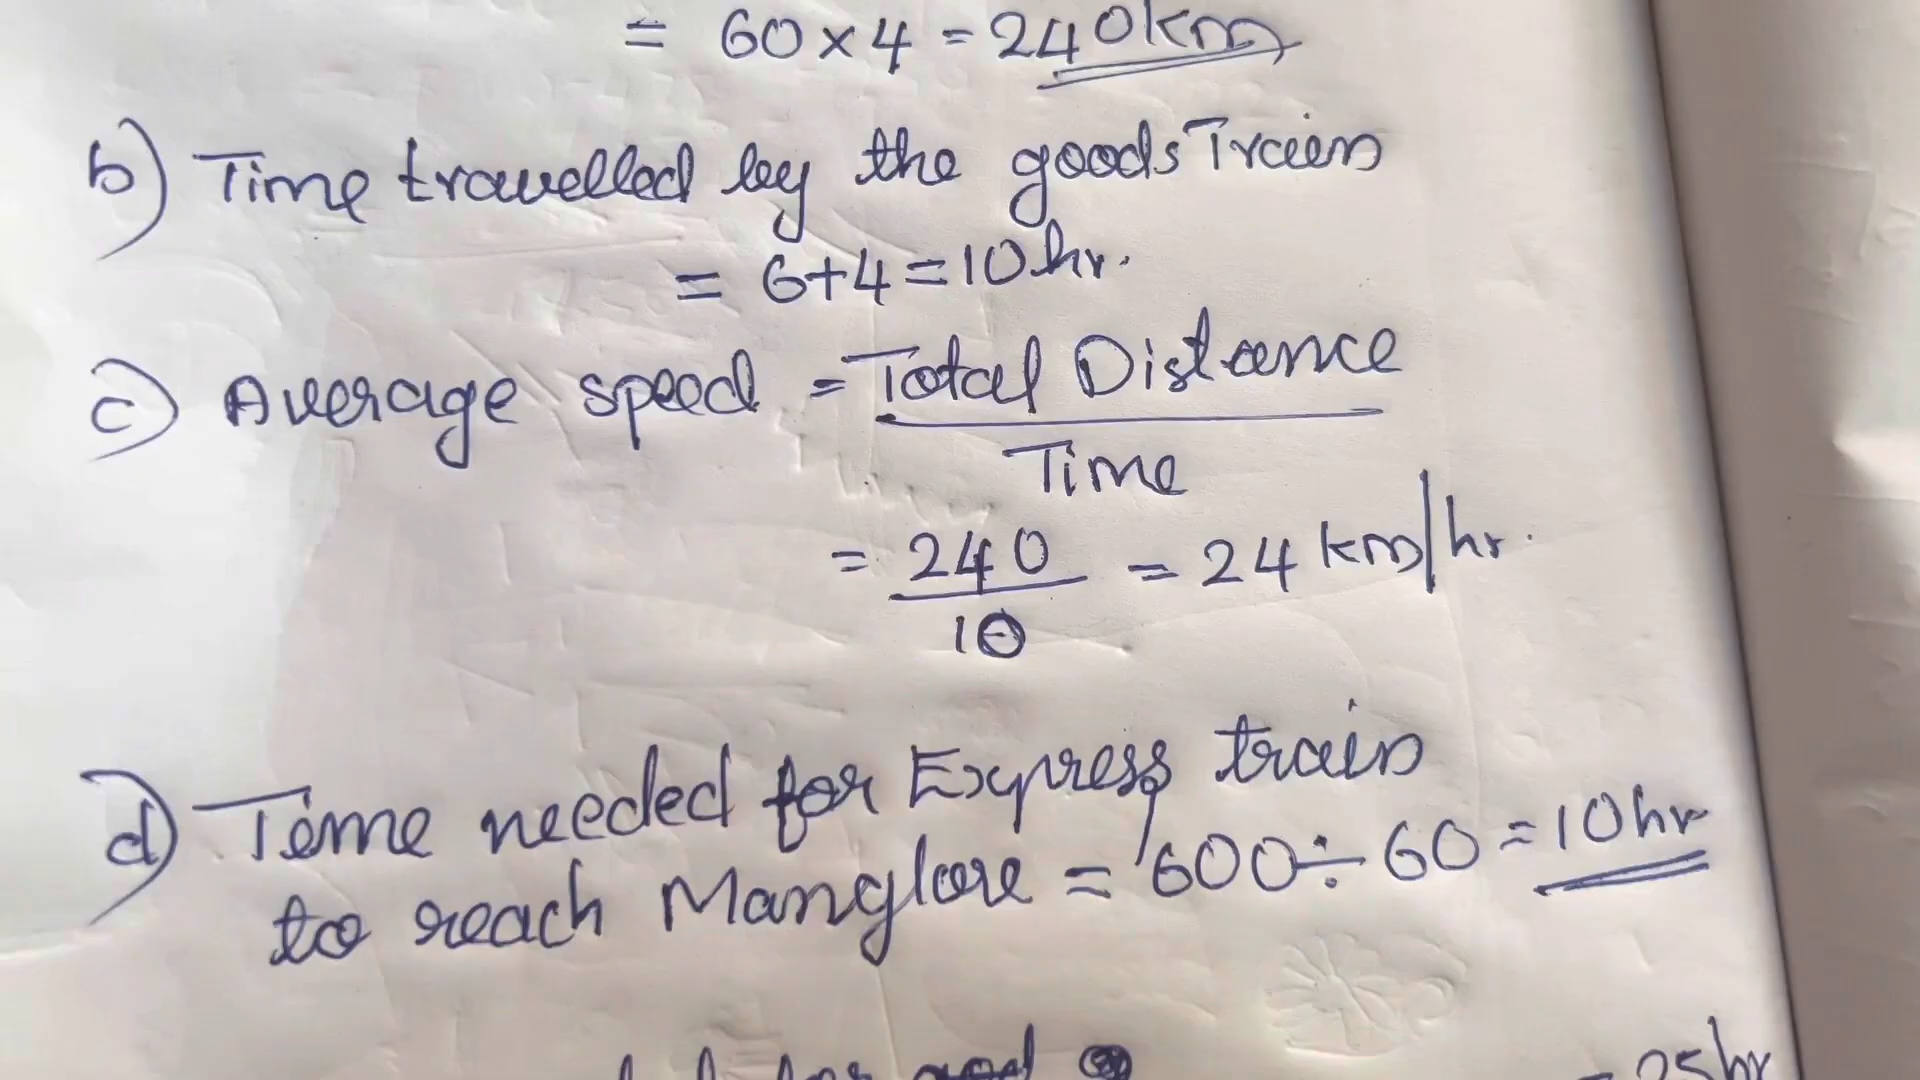 = 60 × 4 = 240km
b) Time travelled by the goods Train
= 6+4 = 10hr.
c) Average speed = Total Distance
Time
= 240 = 24 km/hr.
10
d) Time needed for Express train
to reach Manglore = 600 ÷ 60 = 10hr
= 25hr